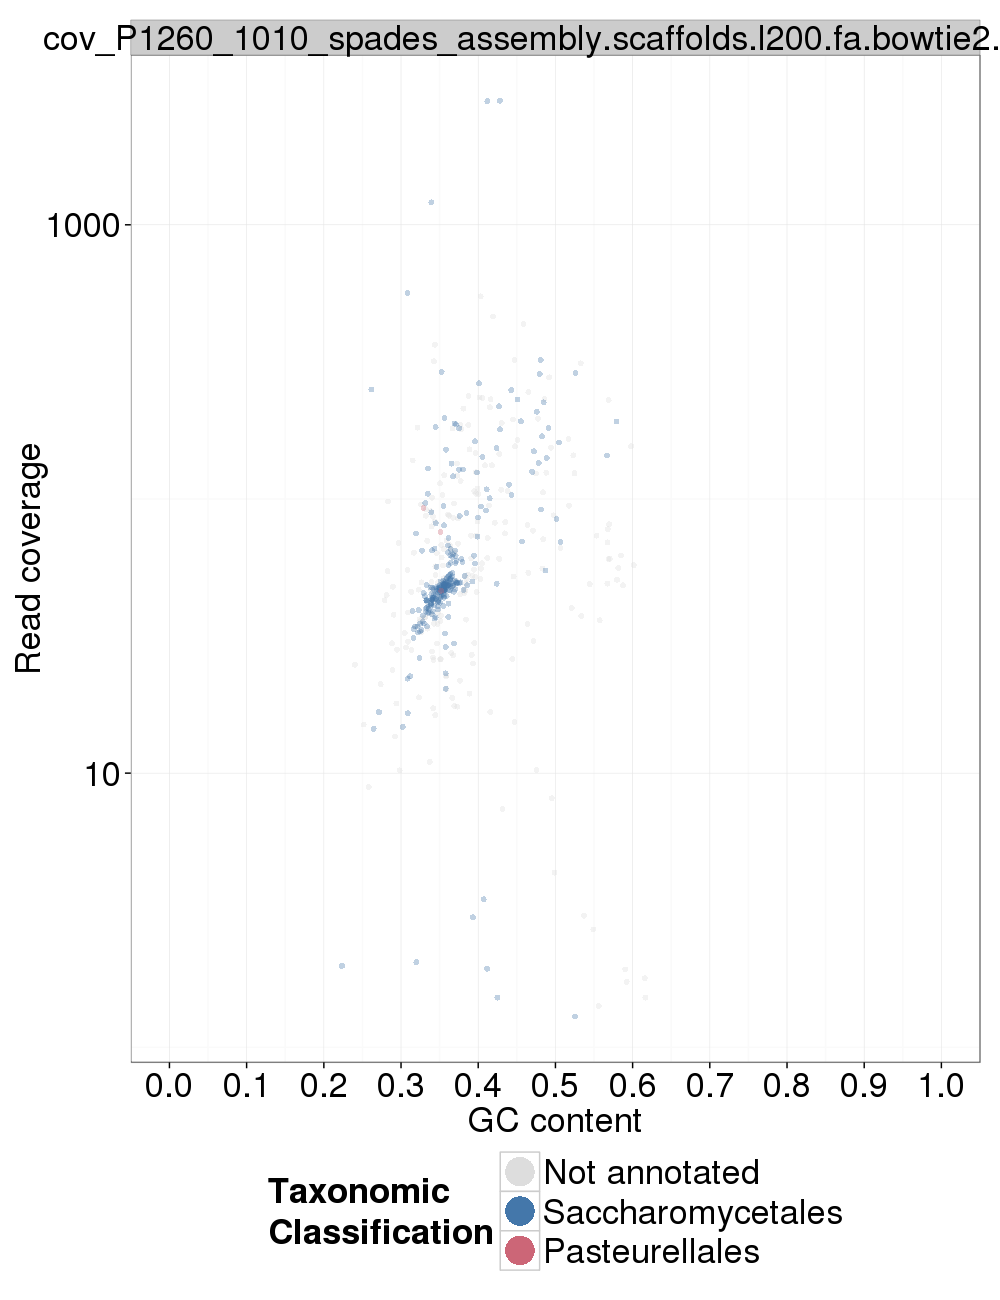 cov_P1260_1010_spades_assembly.scaffolds.l200.fa.bowtie2.
1000
10
Read coverage
0.0 0.1 0.2 0.3 0.4 0.5 0.6 0.7 0.8 0.9 1.0
GC content
Taxonomic
Classification
Not annotated
Saccharomycetales
Pasteurellales